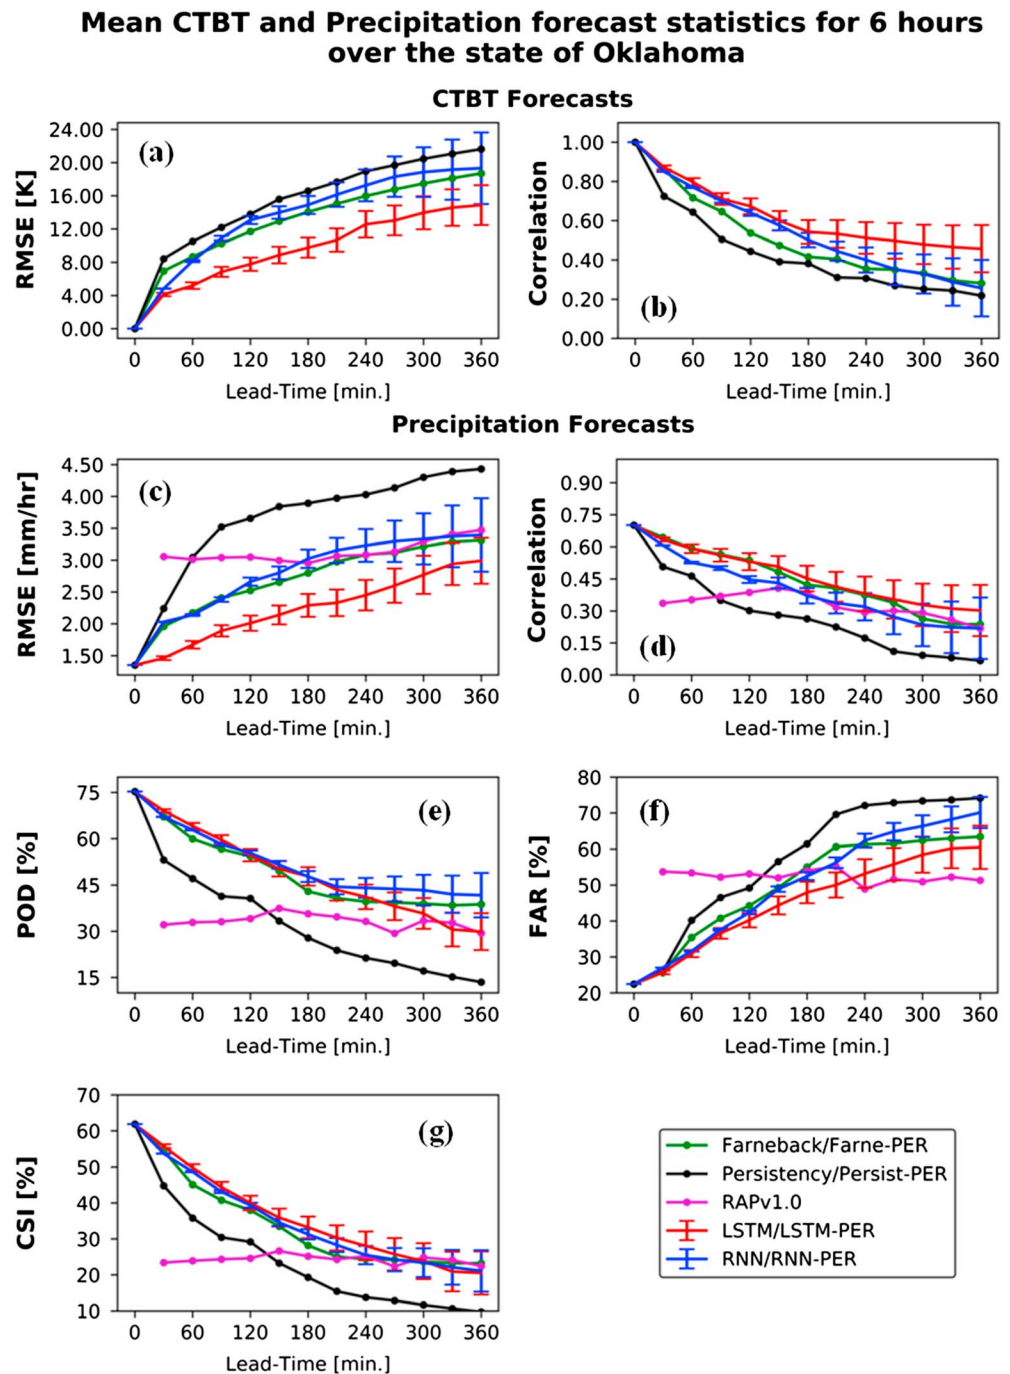 Mean CTBT and Precipitation forecast statistics for 6 hours
over the state of Oklahoma
CTBT Forecasts
(a)
RMSE [K]
24.00
20.00
16.00
12.00
8.00
4.00
0.00
0 60 120 180 240 300 360
Lead-Time [min.]
(b)
Correlation
1.00
0.80
0.60
0.40
0.20
0.00
0 60 120 180 240 300 360
Lead-Time [min.]
Precipitation Forecasts
(c)
RMSE [mm/hr]
4.50
4.00
3.50
3.00
2.50
2.00
1.50
0 60 120 180 240 300 360
Lead-Time [min.]
(d)
Correlation
0.90
0.75
0.60
0.45
0.30
0.15
0.00
0 60 120 180 240 300 360
Lead-Time [min.]
(e)
POD [%]
75
60
45
30
15
0 60 120 180 240 300 360
Lead-Time [min.]
(f)
FAR [%]
80
70
60
50
40
30
20
0 60 120 180 240 300 360
Lead-Time [min.]
(g)
CSI [%]
70
60
50
40
30
20
10
0 60 120 180 240 300 360
Lead-Time [min.]
Farneback/Farne-PER
Persistency/Persist-PER
RAPv1.0
LSTM/LSTM-PER
RNN/RNN-PER